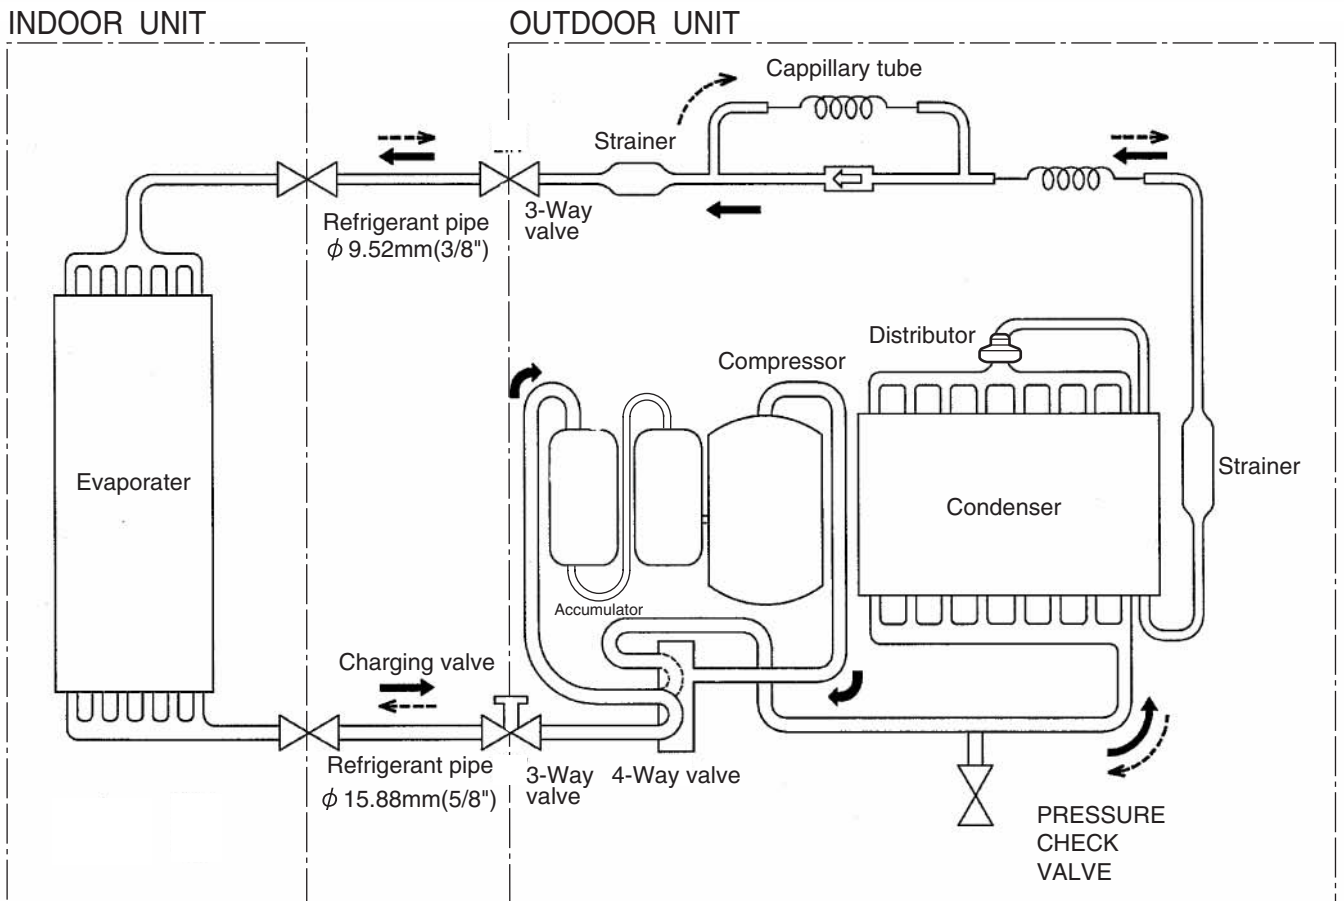 INDOOR UNIT
OUTDOOR UNIT
Cappillary tube
Strainer
Refrigerant pipe
ϕ 9.52mm(3/8")
3-Way
valve
Distributor
Compressor
Evaporater
Strainer
Condenser
Accumulator
Charging valve
Refrigerant pipe
ϕ 15.88mm(5/8")
3-Way
valve
4-Way valve
PRESSURE
CHECK
VALVE